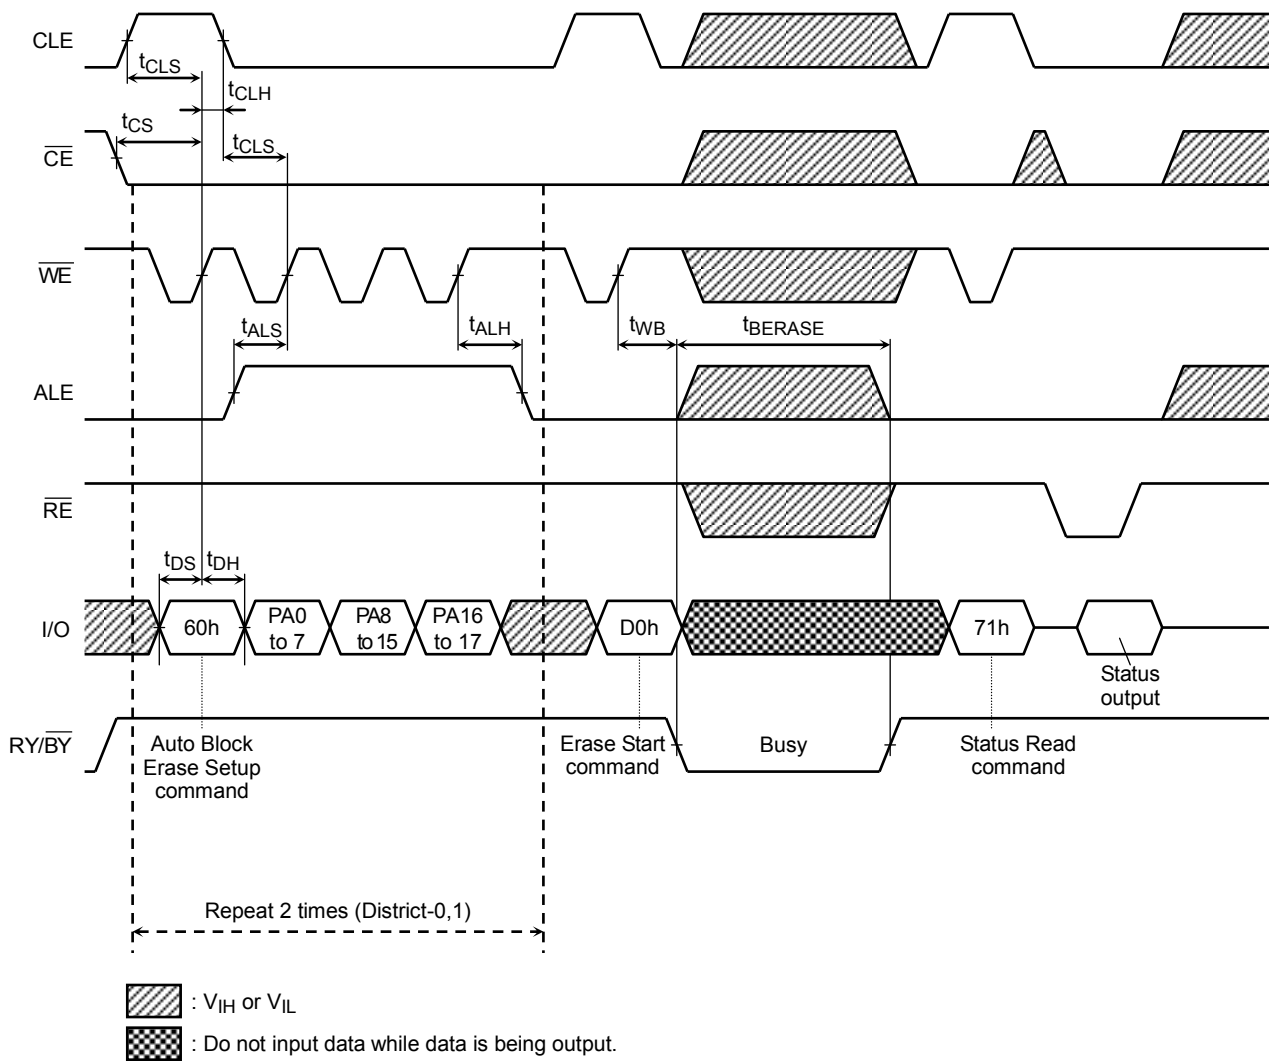 CLE
tCLS
tCLH
tCS
tCLS
CE
WE
tALS
tALH
tWB
tBERASE
ALE
RE
tDS
tDH
I/O
60h
PA0 to 7
PA8 to 15
PA16 to 17
D0h
71h
Status output
RY/BY
Auto Block Erase Setup command
Erase Start command
Busy
Status Read command
Repeat 2 times (District-0,1)
: VIH or VIL
: Do not input data while data is being output.